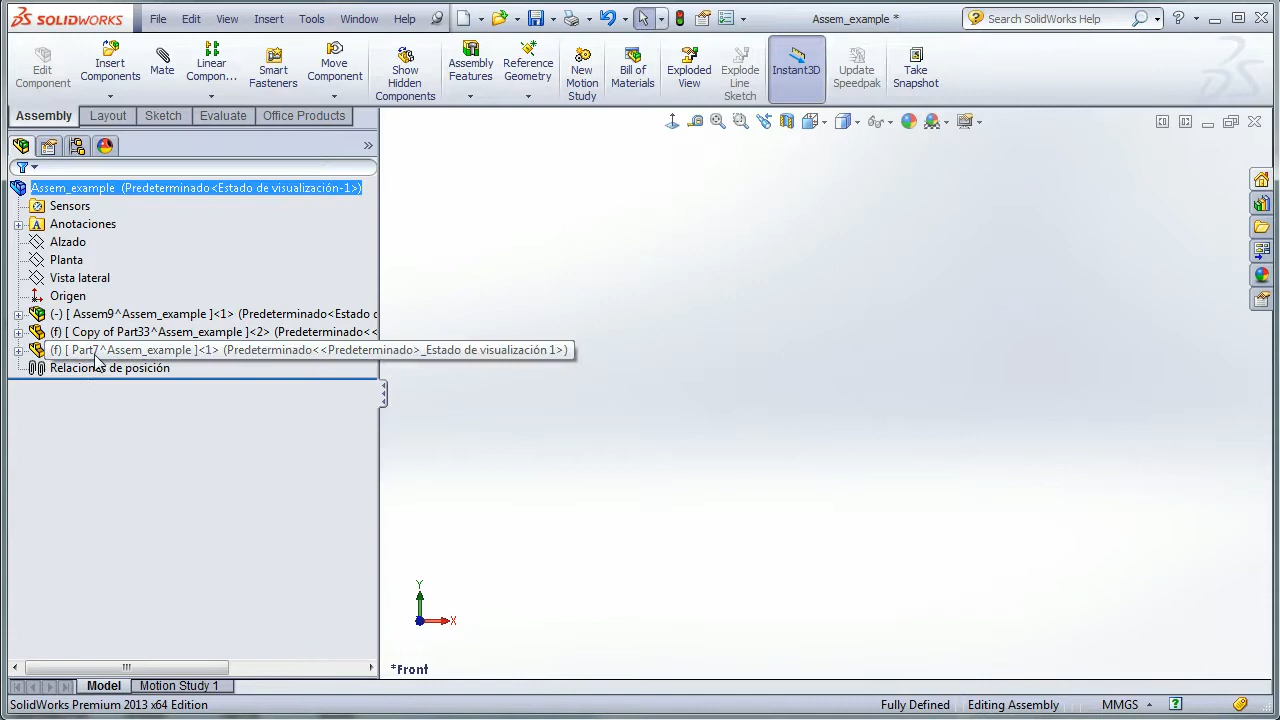 SOLIDWORKS File Edit View Insert Tools Window Help Assem_example * Search SolidWorks Help
Edit Component
Insert Components
Mate
Linear Compon...
Smart Fasteners
Move Component
Show Hidden Components
Assembly Features
Reference Geometry
New Motion Study
Bill of Materials
Exploded View
Explode Line Sketch
Instant3D
Update Speedpak
Take Snapshot
Assembly Layout Sketch Evaluate Office Products
Assem_example (Predeterminado<Estado de visualización-1>)
Sensors
Anotaciones
Alzado
Planta
Vista lateral
Origen
(-) [ Assem9^Assem_example ]<1> (Predeterminado<Estado d
(f) [ Copy of Part33^Assem_example ]<2> (Predeterminado<<
(f) [ Part7^Assem_example ]<1> (Predeterminado<<Predeterminado>_Estado de visualización 1>)
Relaciones de posición
Y
X
*Front
Model Motion Study 1
SolidWorks Premium 2013 x64 Edition Fully Defined Editing Assembly MMGS